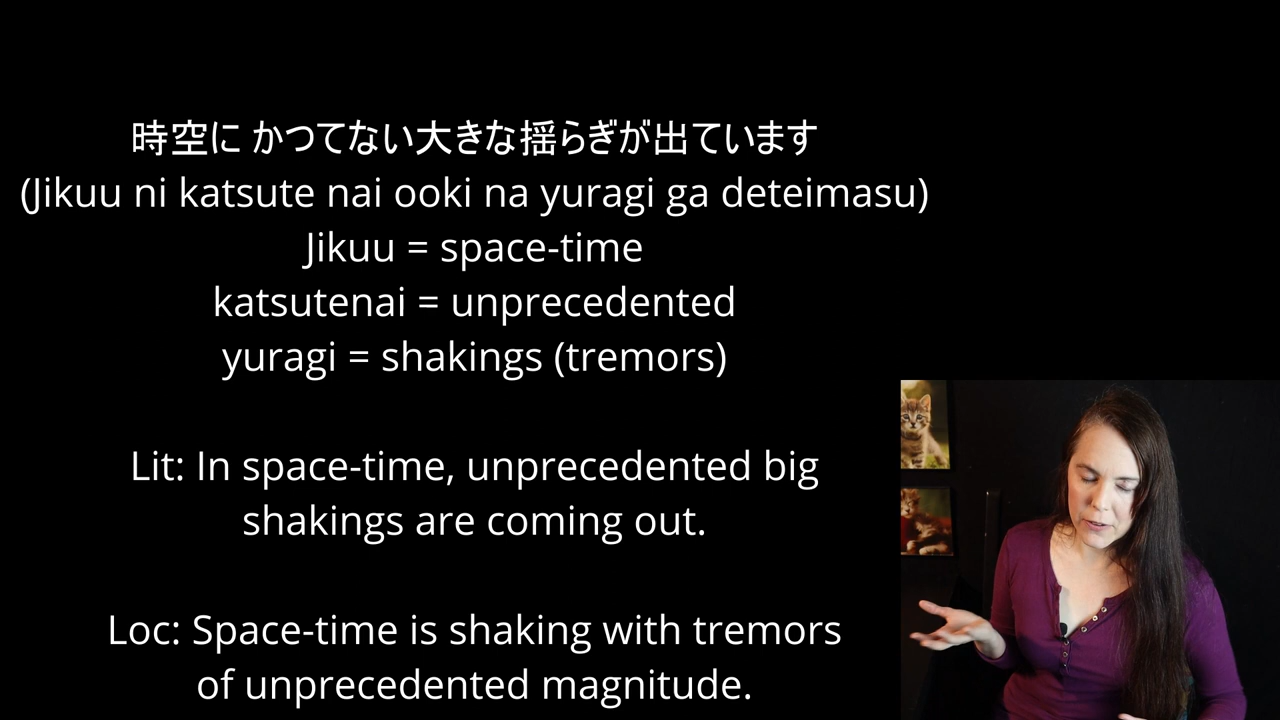 時空に かつてない大きな揺らぎが出ています
(Jikuu ni katsute nai ooki na yuragi ga deteimasu)
Jikuu = space-time
katsutenai = unprecedented
yuragi = shakings (tremors)
Lit: In space-time, unprecedented big
shakings are coming out.
Loc: Space-time is shaking with tremors
of unprecedented magnitude.